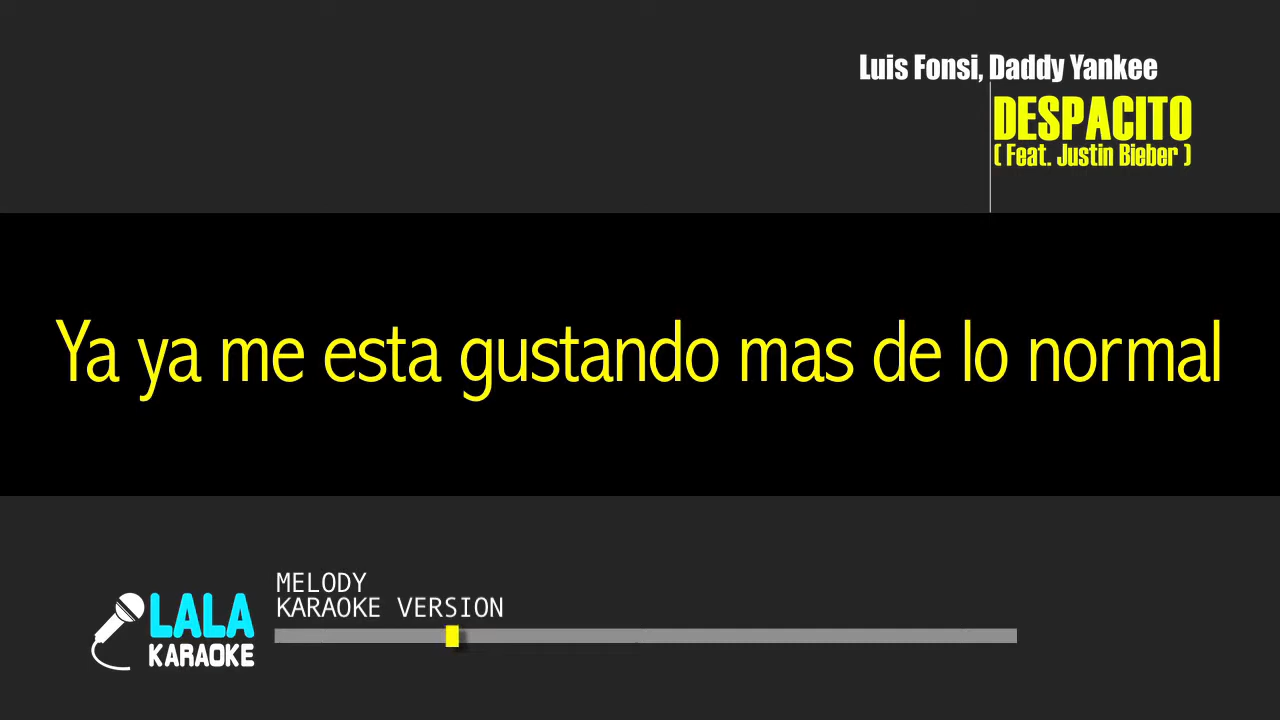 Luis Fonsi, Daddy Yankee
DESPACITO
( Feat. Justin Bieber )
Ya ya me esta gustando mas de lo normal
MELODY
KARAOKE VERSION
LALA
KARAOKE